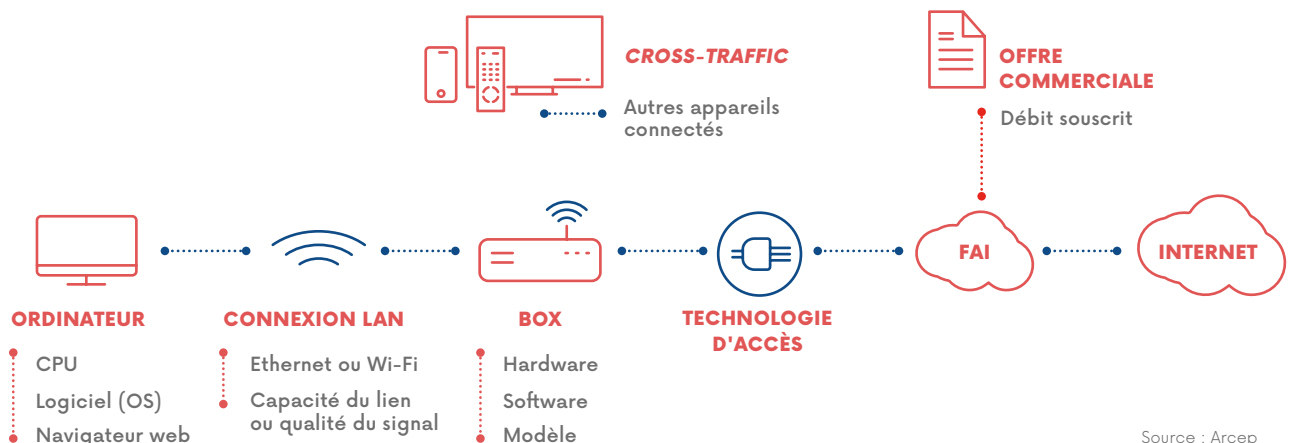 CROSS-TRAFFIC
Autres appareils
connectés
OFFRE
COMMERCIALE
Débit souscrit
FAI
INTERNET
ORDINATEUR
CPU
Logiciel (OS)
Navigateur web
CONNEXION LAN
Ethernet ou Wi-Fi
Capacité du lien
ou qualité du signal
BOX
Hardware
Software
Modèle
TECHNOLOGIE
D'ACCÈS
Source : Arcep